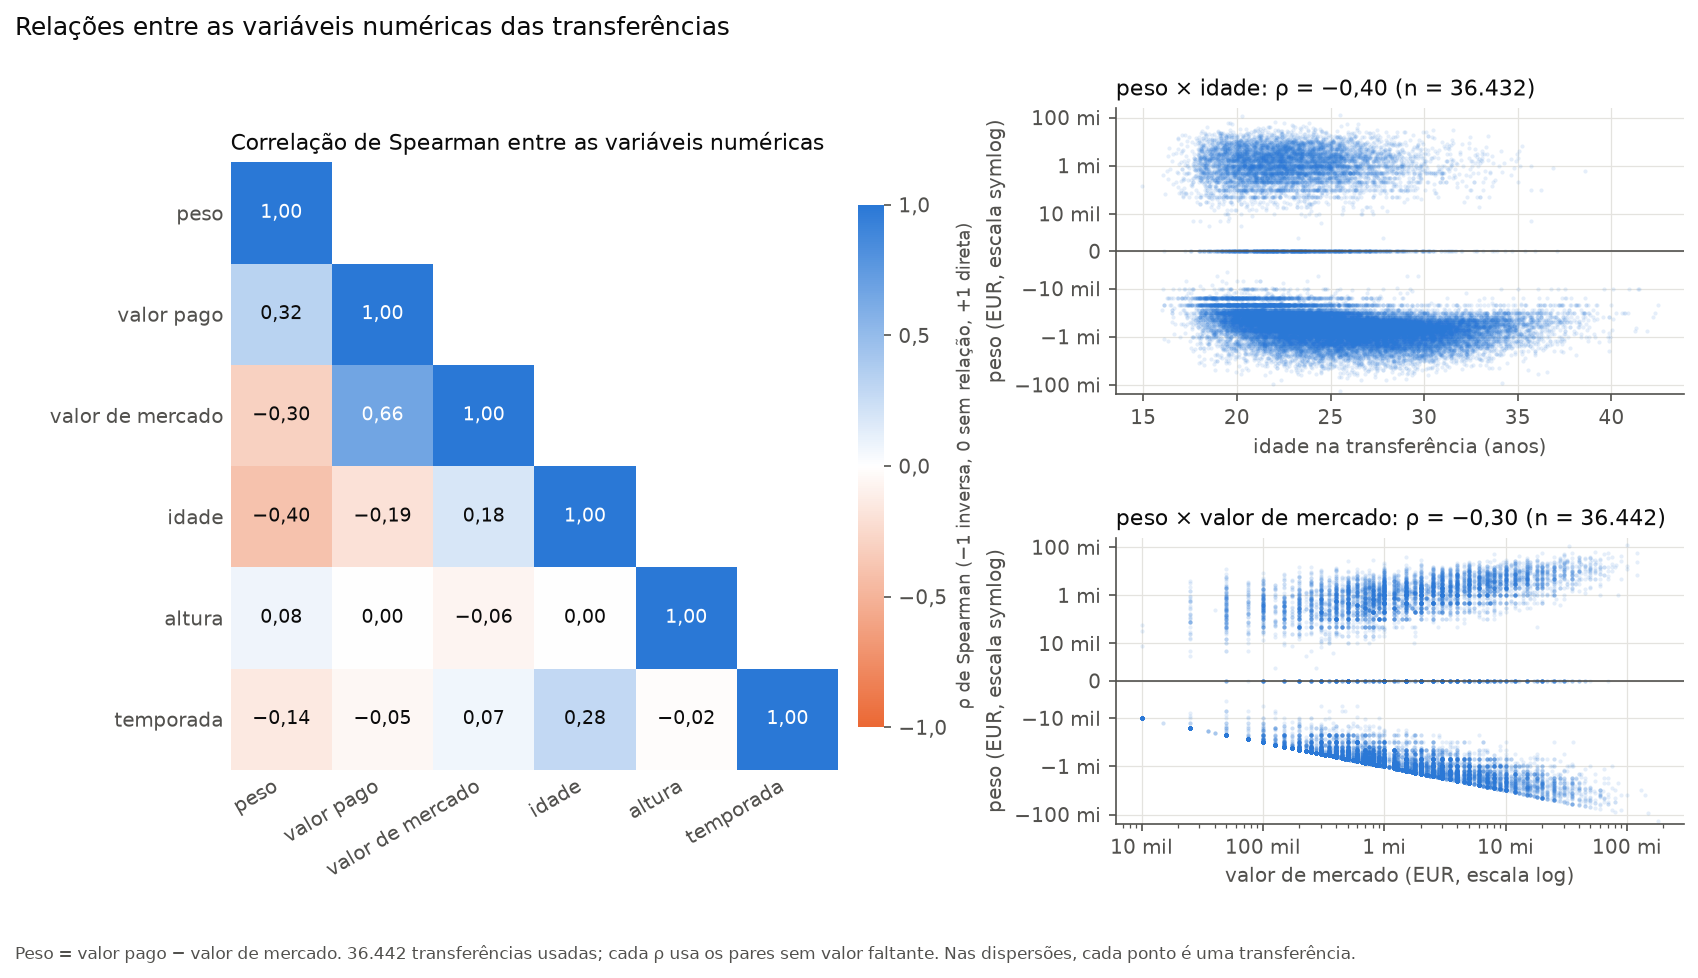 Relações entre as variáveis numéricas das transferências
Correlação de Spearman entre as variáveis numéricas
peso
valor pago
valor de mercado
idade
altura
temporada
1,00
0,32 1,00
−0,30 0,66 1,00
−0,40 −0,19 0,18 1,00
0,08 0,00 −0,06 0,00 1,00
−0,14 −0,05 0,07 0,28 −0,02 1,00
peso
valor pago
valor de mercado
idade
altura
temporada
1,0
0,5
0,0
−0,5
−1,0
ρ de Spearman (−1 inversa, 0 sem relação, +1 direta)
peso × idade: ρ = −0,40 (n = 36.432)
peso (EUR, escala symlog)
100 mi
1 mi
10 mil
0
−10 mil
−1 mi
−100 mi
15 20 25 30 35 40
idade na transferência (anos)
peso × valor de mercado: ρ = −0,30 (n = 36.442)
peso (EUR, escala symlog)
100 mi
1 mi
10 mil
0
−10 mil
−1 mi
−100 mi
10 mil 100 mil 1 mi 10 mi 100 mi
valor de mercado (EUR, escala log)
Peso = valor pago − valor de mercado. 36.442 transferências usadas; cada ρ usa os pares sem valor faltante. Nas dispersões, cada ponto é uma transferência.